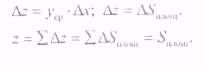 Δz = y_ср · Δx; Δz = ΔS_площ.
z = ∑ Δz = ∑ ΔS_площ = S_площ.